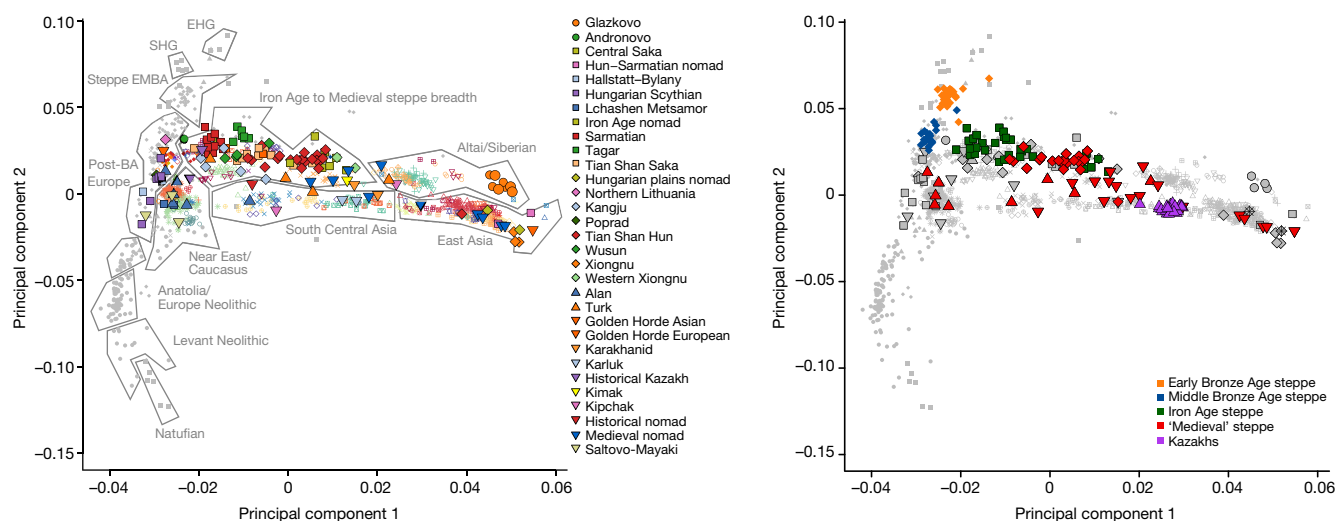 0.10
0.05
0
−0.05
−0.10
−0.15
−0.04
−0.02
0
0.02
0.04
0.06
Principal component 2
Principal component 1
EHG
SHG
Steppe EMBA
Iron Age to Medieval steppe breadth
Altai/Siberian
Post-BA
Europe
South Central Asia
East Asia
Near East/
Caucasus
Anatolia/
Europe Neolithic
Levant Neolithic
Natufian
Glazkovo
Andronovo
Central Saka
Hun−Sarmatian nomad
Hallstatt−Bylany
Hungarian Scythian
Lchashen Metsamor
Iron Age nomad
Sarmatian
Tagar
Tian Shan Saka
Hungarian plains nomad
Northern Lithuania
Kangju
Poprad
Tian Shan Hun
Wusun
Xiongnu
Western Xiongnu
Alan
Turk
Golden Horde Asian
Golden Horde European
Karakhanid
Karluk
Historical Kazakh
Kimak
Kipchak
Historical nomad
Medieval nomad
Saltovo-Mayaki
0.10
0.05
0
−0.05
−0.10
−0.15
−0.04
−0.02
0
0.02
0.04
0.06
Principal component 2
Principal component 1
Early Bronze Age steppe
Middle Bronze Age steppe
Iron Age steppe
‘Medieval’ steppe
Kazakhs